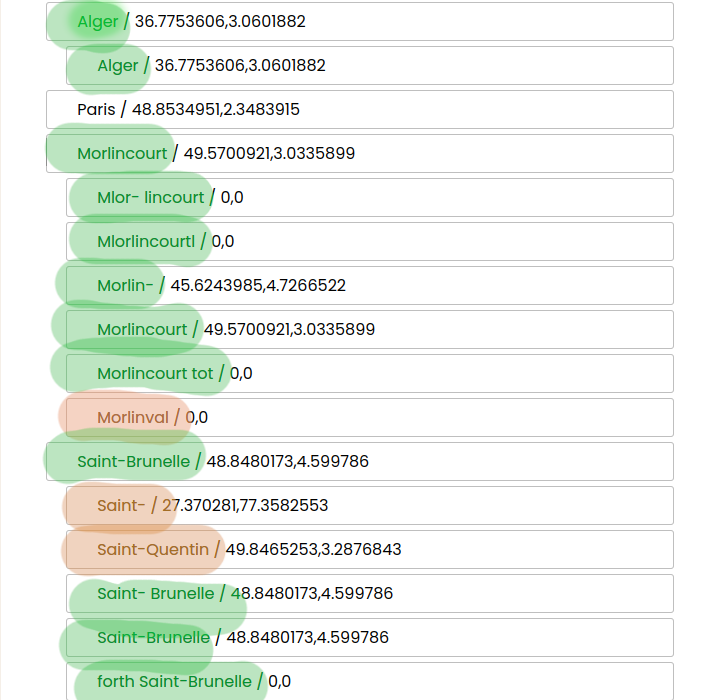 Alger / 36.7753606,3.0601882
Alger / 36.7753606,3.0601882
Paris / 48.8534951,2.3483915
Morlincourt / 49.5700921,3.0335899
Mlor- lincourt / 0,0
Mlorlincourtl / 0,0
Morlin- / 45.6243985,4.7266522
Morlincourt / 49.5700921,3.0335899
Morlincourt tot / 0,0
Morlinval / 0,0
Saint-Brunelle / 48.8480173,4.599786
Saint- / 27.370281,77.3582553
Saint-Quentin / 49.8465253,3.2876843
Saint- Brunelle / 48.8480173,4.599786
Saint-Brunelle / 48.8480173,4.599786
forth Saint-Brunelle / 0,0